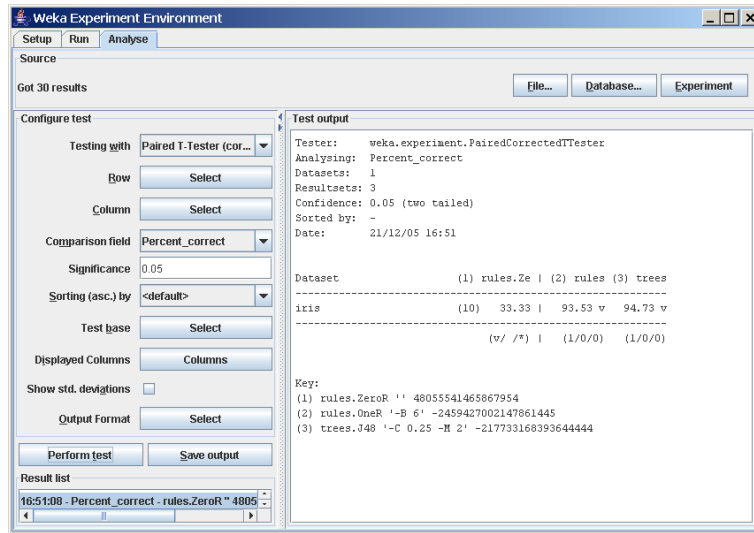 Weka Experiment Environment
Setup Run Analyse
Source
Got 30 results
File... Database... Experiment
Configure test
Testing with Paired T-Tester (cor...
Row Select
Column Select
Comparison field Percent_correct
Significance 0.05
Sorting (asc.) by <default>
Test base Select
Displayed Columns Columns
Show std. deviations
Output Format Select
Perform test Save output
Result list
16:51:08 - Percent_correct - rules.ZeroR '' 4805
Test output
Tester: weka.experiment.PairedCorrectedTTester
Analysing: Percent_correct
Datasets: 1
Resultsets: 3
Confidence: 0.05 (two tailed)
Sorted by: -
Date: 21/12/05 16:51
Dataset (1) rules.Ze | (2) rules (3) trees
----------------------------------------------------------
iris (10) 33.33 | 93.53 v 94.73 v
----------------------------------------------------------
(v/ /*) | (1/0/0) (1/0/0)
Key:
(1) rules.ZeroR '' 48055541465867954
(2) rules.OneR '-B 6' -2459427002147861445
(3) trees.J48 '-C 0.25 -M 2' -217733168393644444